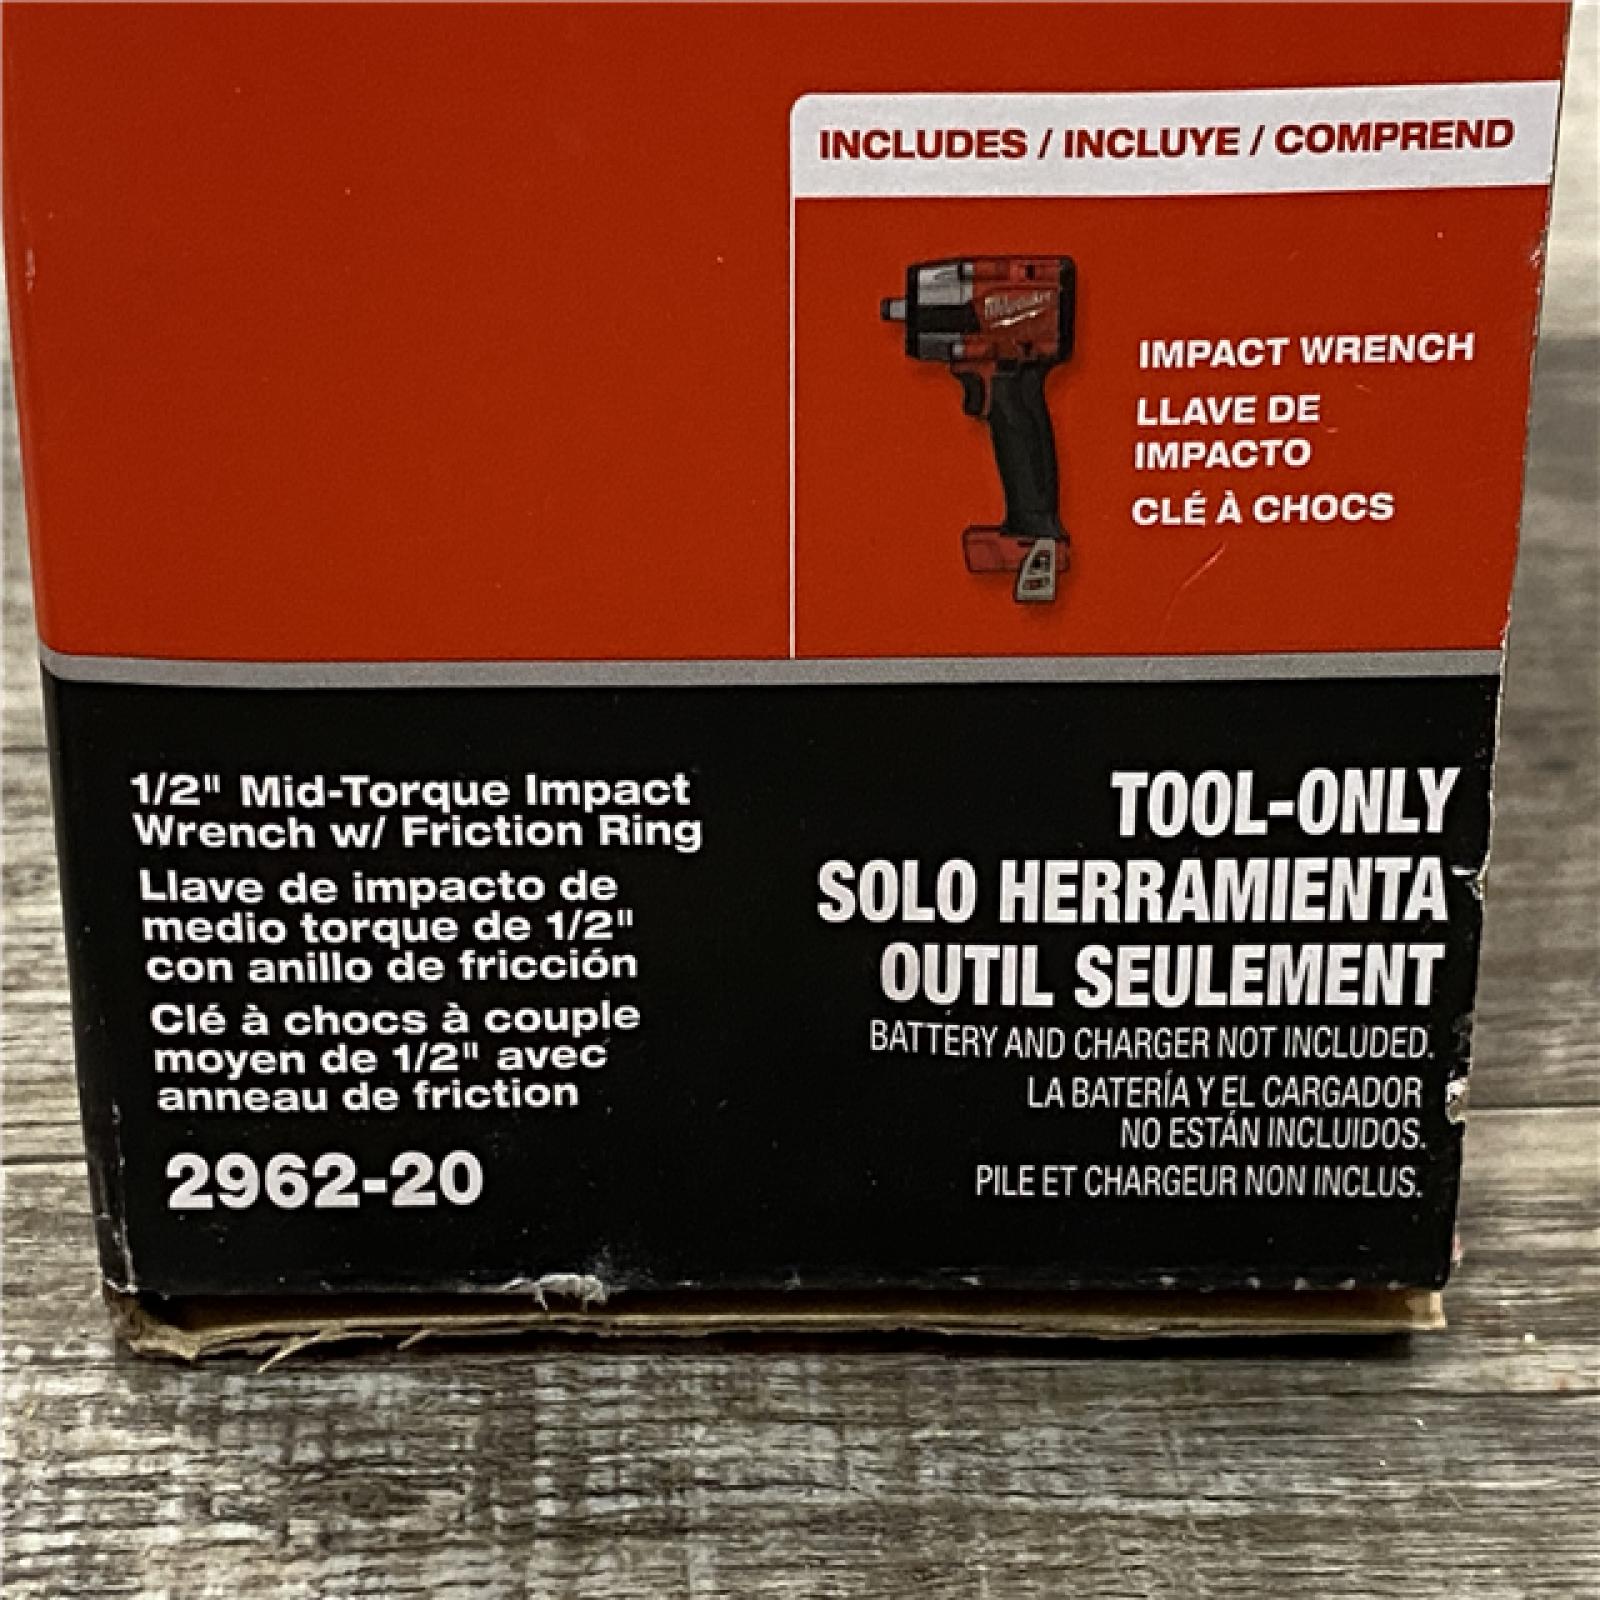 INCLUDES / INCLUYE / COMPREND
Milwaukee
IMPACT WRENCH
LLAVE DE
IMPACTO
CLÉ À CHOCS
1/2" Mid-Torque Impact
Wrench w/ Friction Ring
Llave de impacto de
medio torque de 1/2"
con anillo de fricción
Clé à chocs à couple
moyen de 1/2" avec
anneau de friction
2962-20
TOOL-ONLY
SOLO HERRAMIENTA
OUTIL SEULEMENT
BATTERY AND CHARGER NOT INCLUDED.
LA BATERÍA Y EL CARGADOR
NO ESTÁN INCLUIDOS.
PILE ET CHARGEUR NON INCLUS.